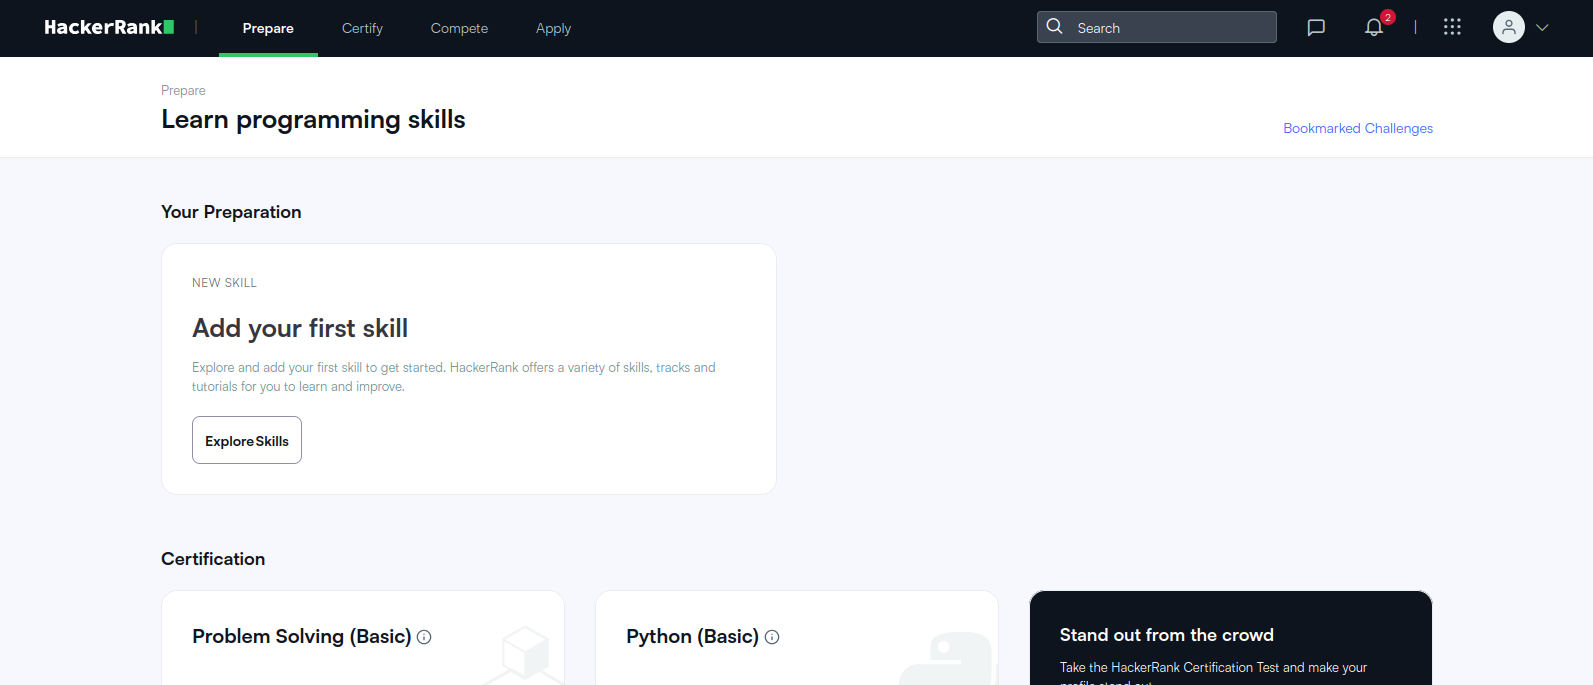 HackerRank
Prepare
Certify
Compete
Apply
Search
2
Prepare
Learn programming skills
Bookmarked Challenges
Your Preparation
NEW SKILL
Add your first skill
Explore and add your first skill to get started. HackerRank offers a variety of skills, tracks and
tutorials for you to learn and improve.
Explore Skills
Certification
Problem Solving (Basic)
Python (Basic)
Stand out from the crowd
Take the HackerRank Certification Test and make your
profile stand out